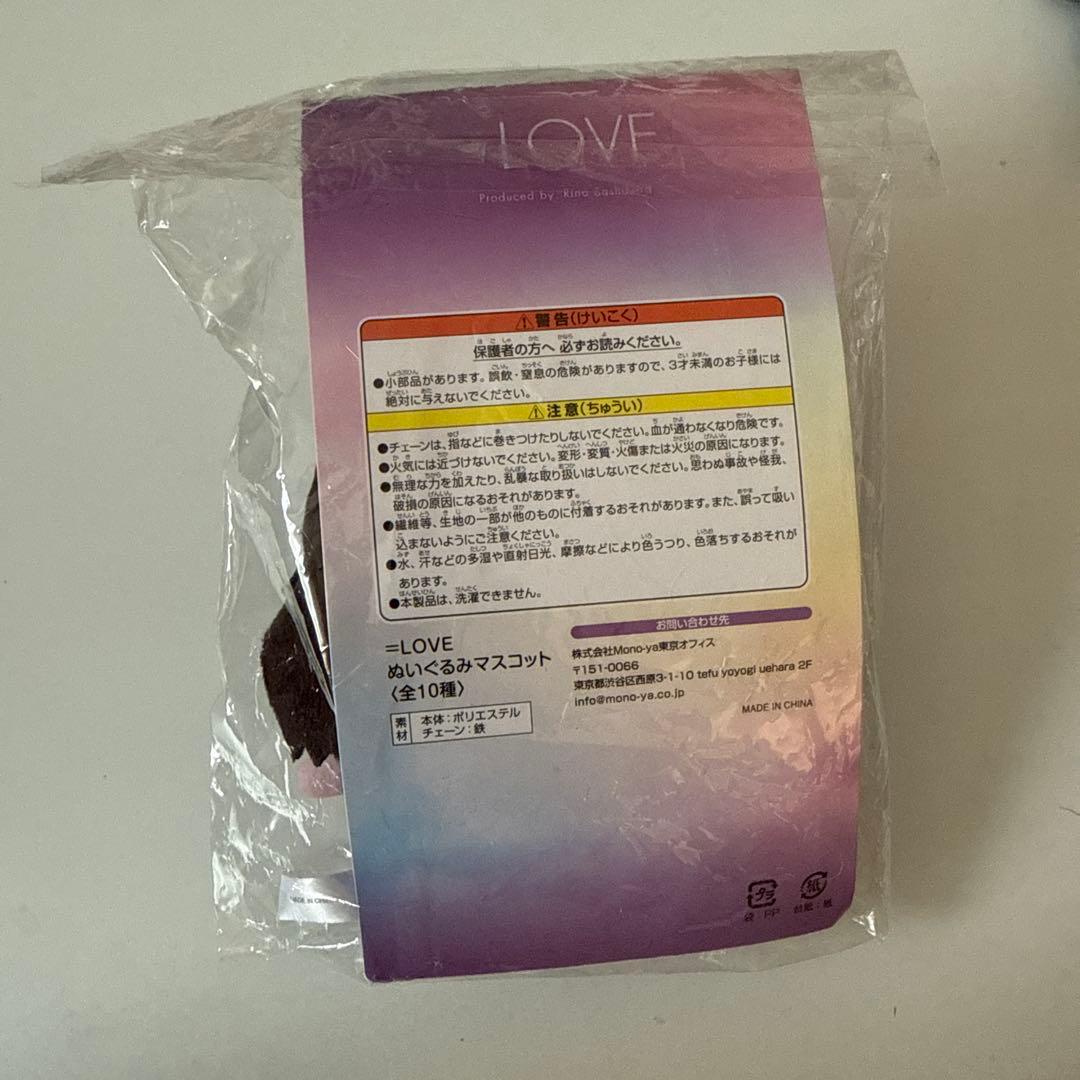 =LOVE
Produced by: Rino Sashihara
⚠警告(けいこく)
保護者の方へ 必ずお読みください。
●小部品があります。誤飲・窒息の危険がありますので、3才未満のお子様には
絶対に与えないでください。
⚠注意(ちゅうい)
●チェーンは、指などに巻きつけたりしないでください。血が通わなくなり危険です。
●火気には近づけないでください。変形・変質・火傷または火災の原因になります。
●無理な力を加えたり、乱暴な取り扱いはしないでください。思わぬ事故や怪我、
破損の原因になるおそれがあります。
●繊維等、生地の一部が他のものに付着するおそれがあります。また、誤って吸い
込まないようにご注意ください。
●水、汗などの多湿や直射日光、摩擦などにより色うつり、色落ちするおそれが
あります。
●本製品は、洗濯できません。
=LOVE
ぬいぐるみマスコット
〈全10種〉
素材
本体:ポリエステル
チェーン:鉄
お問い合わせ先
株式会社Mono-ya東京オフィス
〒151-0066
東京都渋谷区西原3-1-10 tefu yoyogi uehara 2F
info@mono-ya.co.jp
MADE IN CHINA
プラ
袋:PP
紙
台紙:紙
MADE IN CHINA